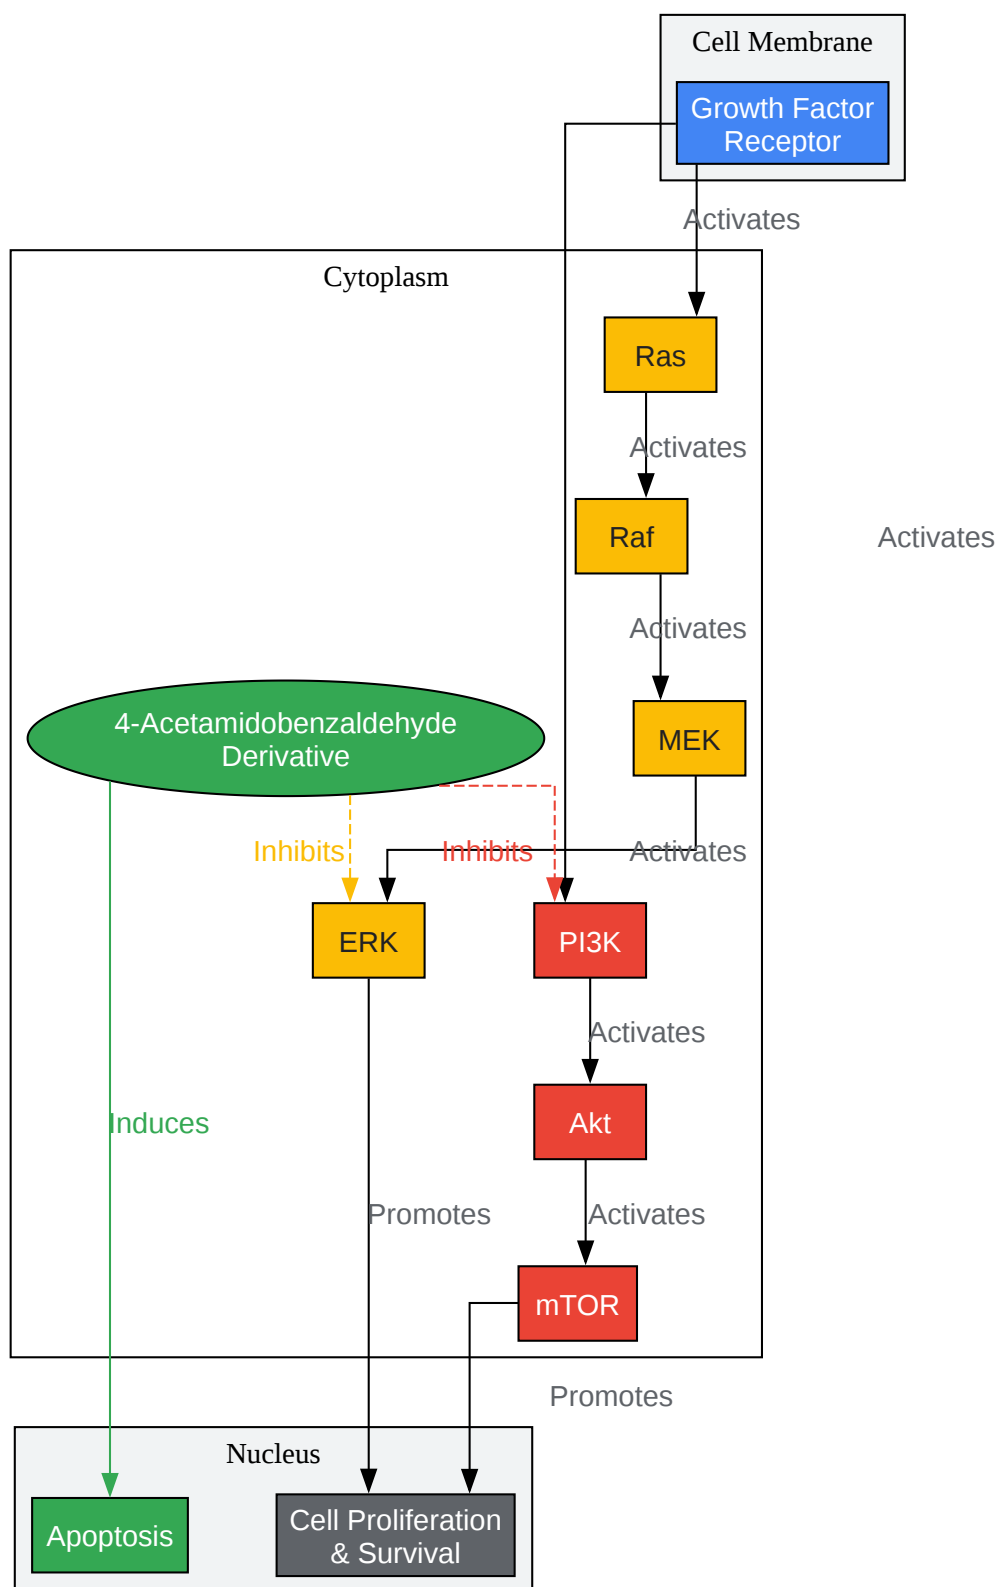 Cell Membrane
Growth Factor
Receptor
Activates
Cytoplasm
Ras
Activates
Raf
Activates
Activates
4-Acetamidobenzaldehyde
Derivative
MEK
Inhibits
Inhibits
Activates
ERK
PI3K
Activates
Induces
Akt
Promotes
Activates
mTOR
Promotes
Nucleus
Apoptosis
Cell Proliferation
& Survival